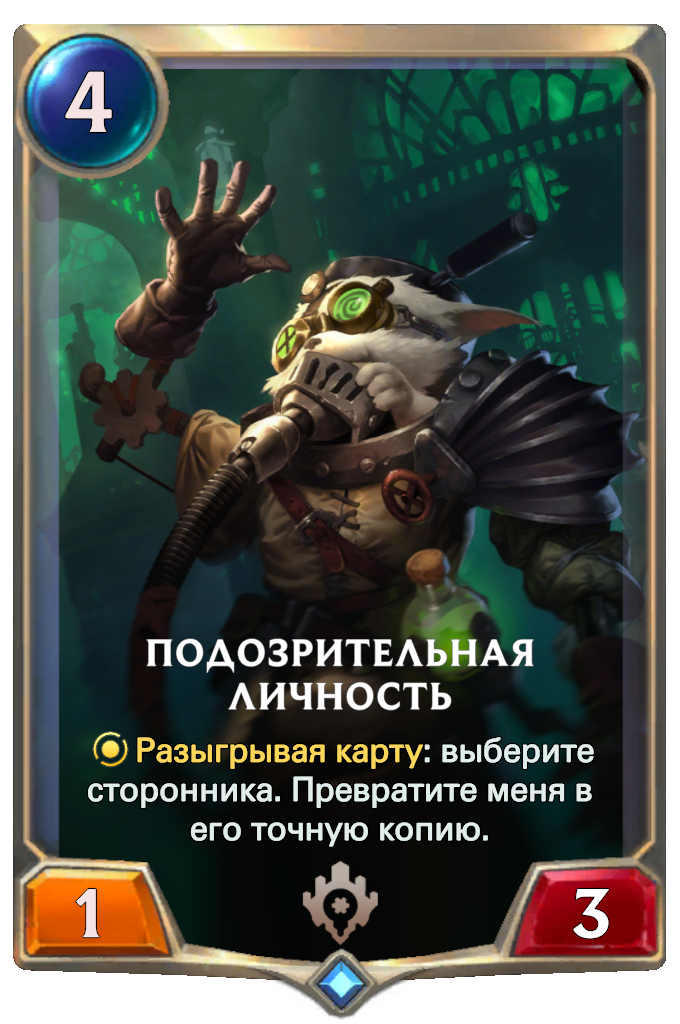 4
ПОДОЗРИТЕЛЬНАЯ
ЛИЧНОСТЬ
Разыгрывая карту: выберите
сторонника. Превратите меня в
его точную копию.
1
3